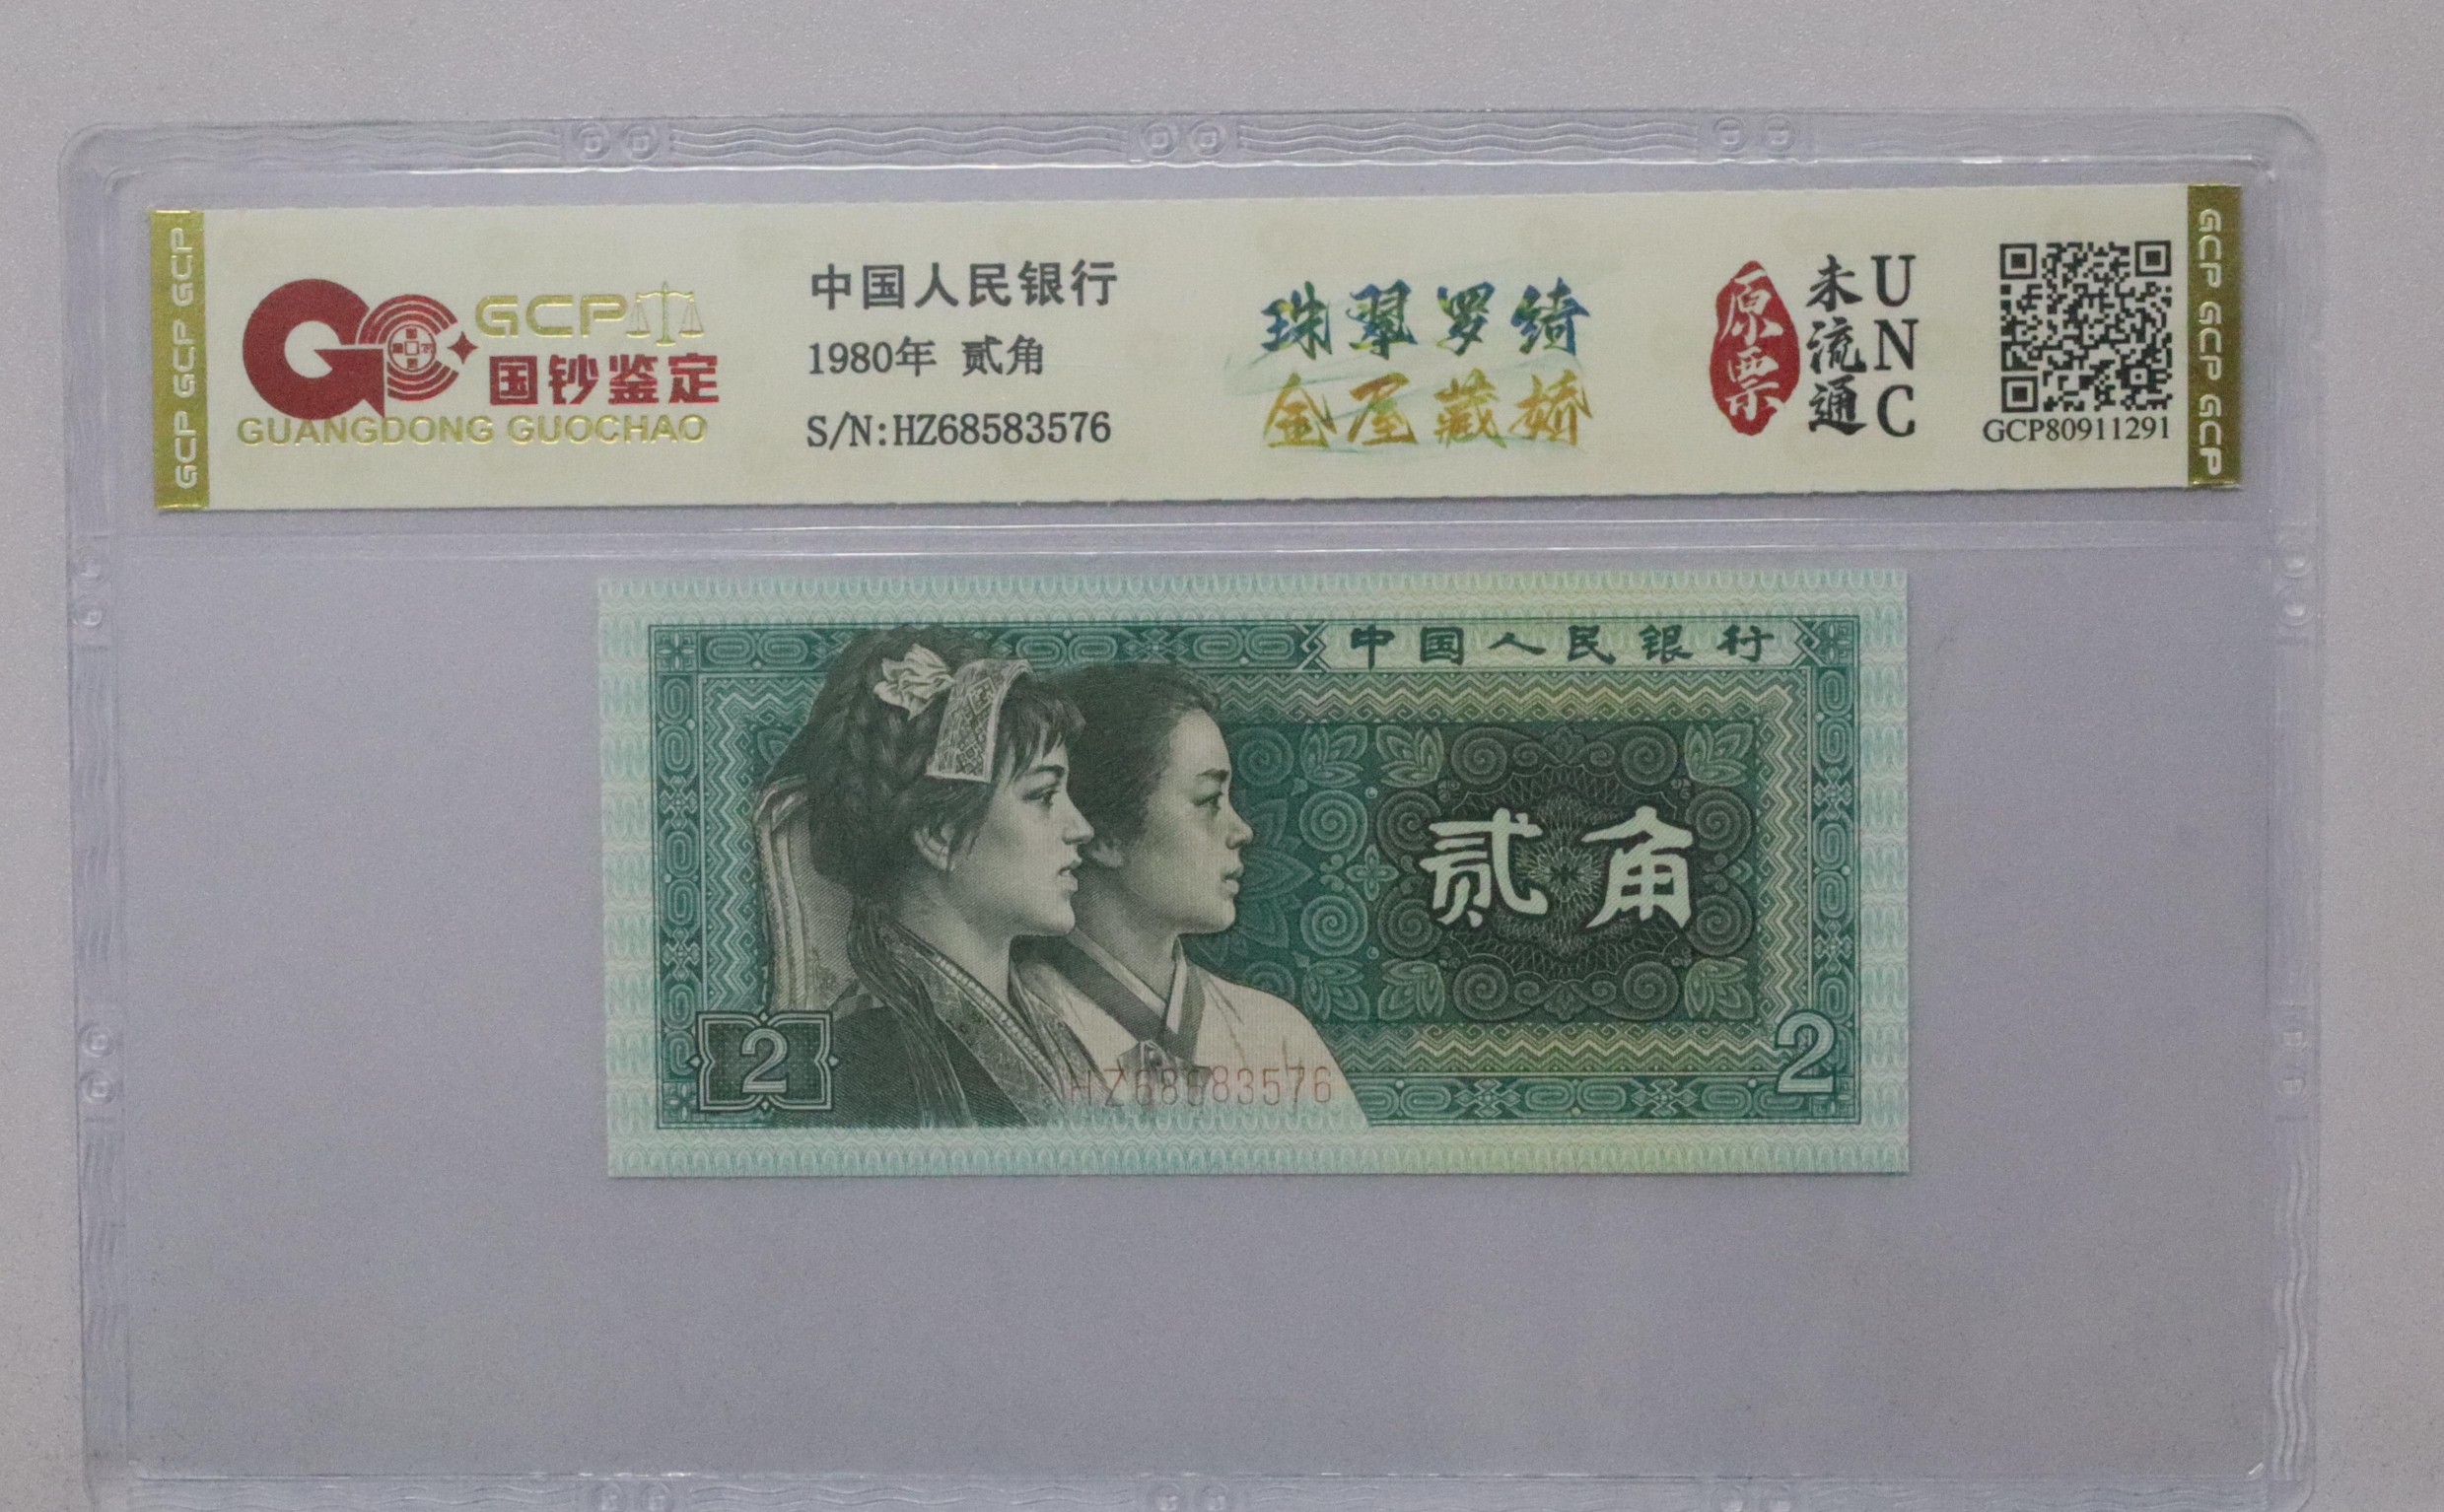 GCP GCP GCP
GCP
国钞鉴定
GUANGDONG GUOCHAO
中国人民银行
1980年 贰角
S/N:HZ68583576
珠翠罗绮
金屋藏娇
原票
未流通
UNC
GCP80911291
GCP GCP GCP
中国人民银行
贰角
2
HZ68583576
2